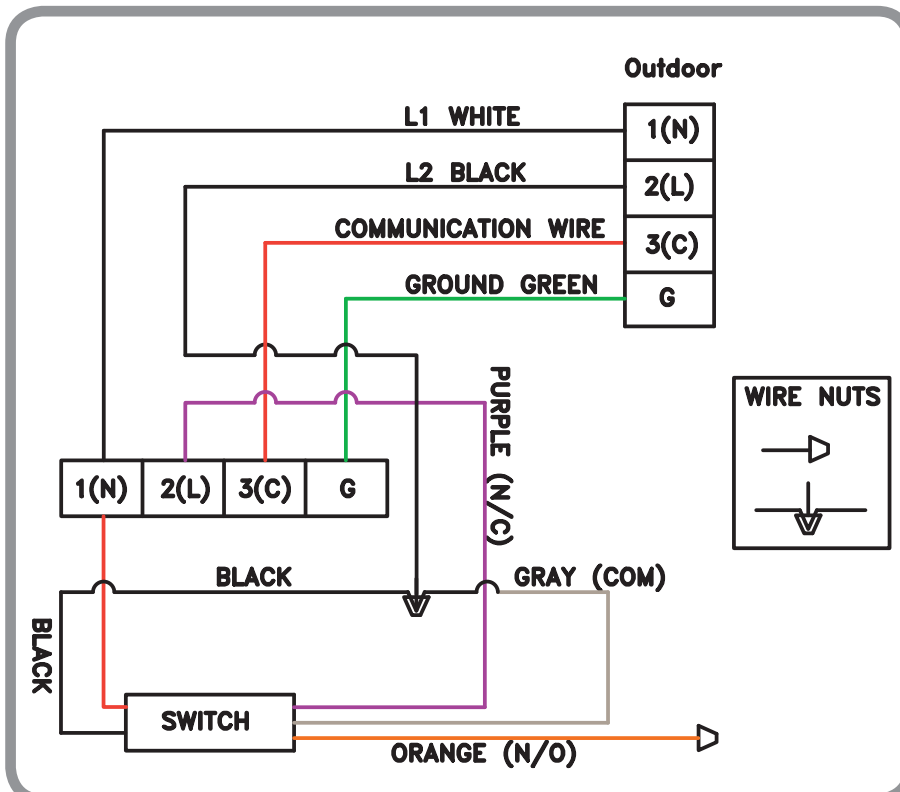 Outdoor
L1 WHITE
1(N)
L2 BLACK
2(L)
COMMUNICATION WIRE
3(C)
GROUND GREEN
G
PURPLE (N/C)
WIRE NUTS
1(N)
2(L)
3(C)
G
BLACK
GRAY (COM)
BLACK
SWITCH
ORANGE (N/O)